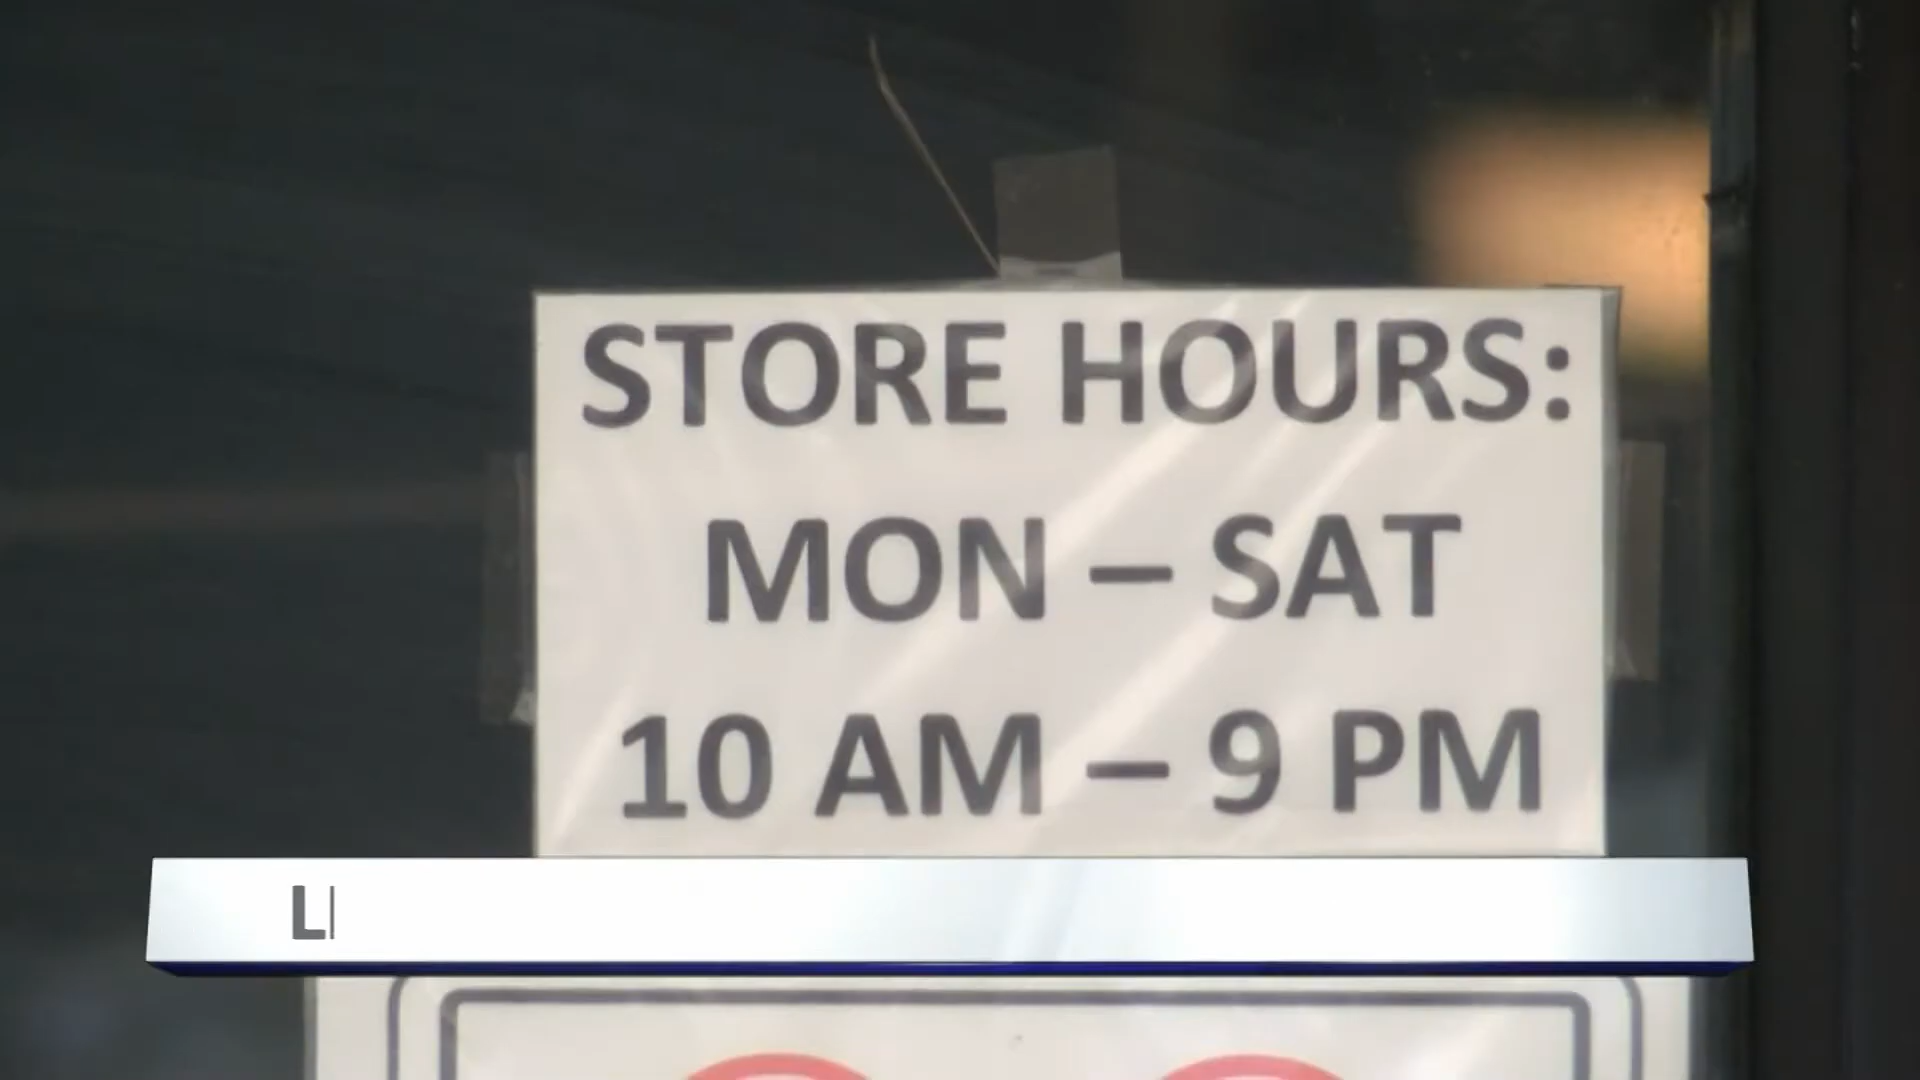 STORE HOURS:
MON – SAT
10 AM – 9 PM
L